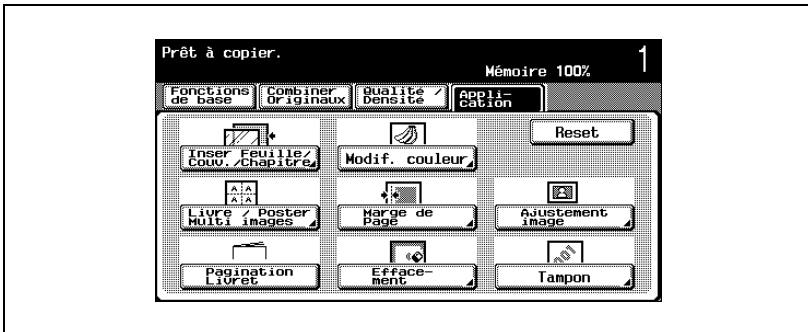 Prêt à copier.
Mémoire 100%
1
Fonctions
de base
Combiner
Originaux
Qualité /
Densité
Appli-
cation
Inser Feuille/
Couv./Chapitre
Modif. couleur
Reset
Livre / Poster
Multi images
Marge de
Page
Ajustement
image
Pagination
Livret
Efface-
ment
Tampon